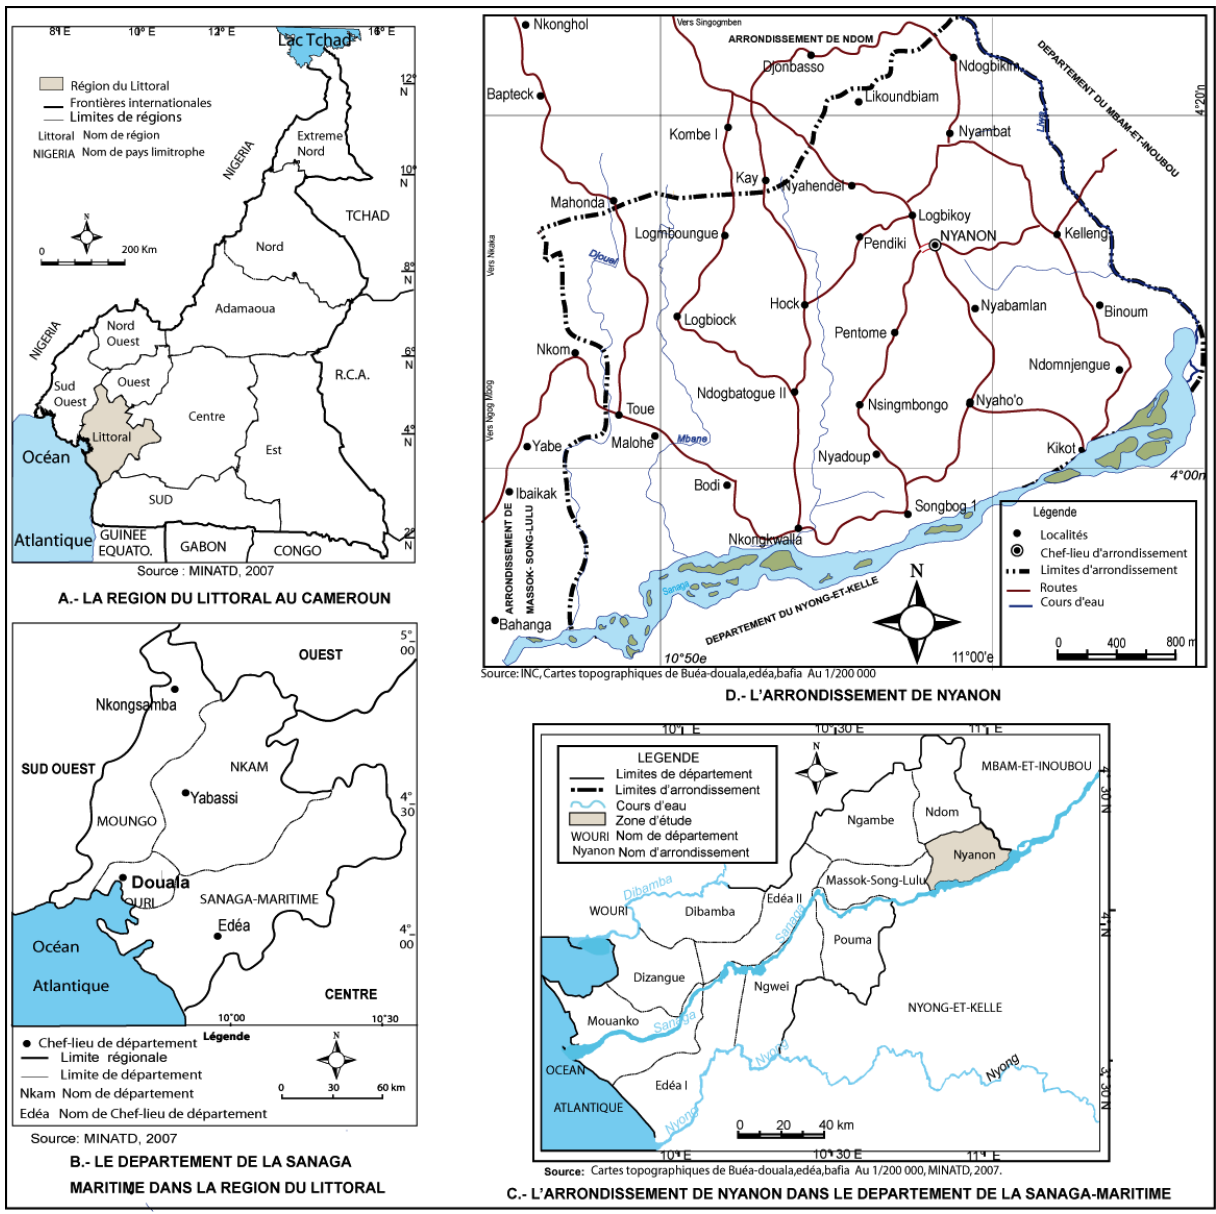 8°E 10° E 12° E 16° E
Lac Tchad
Région du Littoral
Frontières internationales
Limites de régions
Littoral Nom de région
NIGERIA Nom de pays limitrophe
12°
N
Extreme
Nord
NIGERIA
10°
N
TCHAD
N
0 200 Km
Nord
8°
N
Adamaoua
NIGERIA
Nord
Ouest
6°
N
Sud
Ouest
Ouest
R.C.A.
Centre
Littoral
4°
N
Océan
Est
SUD
Atlantique
GUINEE
EQUATO.
GABON
CONGO
2°
N
Source : MINATD, 2007
A.- LA REGION DU LITTORAL AU CAMEROUN
5°
00
OUEST
Nkongsamba
SUD OUEST
NKAM
Yabassi
4°
30
MOUNGO
Douala
OURI
SANAGA-MARITIME
Edéa
4°
00
Océan
Atlantique
CENTRE
10°00
10°30
Légende
Chef-lieu de département
Limite régionale
Limite de département
Nkam Nom de département
Edéa Nom de Chef-lieu de département
N
0 30 60 km
Source: MINATD, 2007
B.- LE DEPARTEMENT DE LA SANAGA
MARITIME DANS LA REGION DU LITTORAL
Nkonghol
Vers Singogmben
ARRONDISSEMENT DE NDOM
DEPARTEMENT DU MBAM-ET-INOUBOU
Djonbasso
Ndogbikim
Bapteck
Likoundbiam
4°20'n
Kombe I
Nyambat
Liva
Kay
Nyahendel
Mahonda
Logbikoy
Logmboungue
Pendiki
NYANON
Kelleng
Vers Nkaka
Djouel
Hock
Nyabamlan
Binoum
Logbiock
Pentome
Nkom
Ndomnjengue
Ndogbatogue II
Vers Ngog Mbog
Toue
Nsingmbongo
Nyaho'o
Malohe
Mbane
Yabe
Nyadoup
Kikot
4°00n
Bodi
Ibaikak
Songbog 1
ARRONDISSEMENT DE
MASSOK- SONG-LULU
Nkongkwalla
Sanaga
Bahanga
DEPARTEMENT DU NYONG-ET-KELLE
N
Légende
Localités
Chef-lieu d'arrondissement
Limites d'arrondissement
Routes
Cours d'eau
0 400 800 m
10°50e
11°00'e
Source: INC, Cartes topographiques de Buéa-douala,edéa,bafia Au 1/200 000
D.- L'ARRONDISSEMENT DE NYANON
10°E 10°30 E 11°E
LEGENDE
Limites de département
Limites d'arrondissement
Cours d'eau
Zone d'étude
WOURI Nom de département
Nyanon Nom d'arrondissement
N
MBAM-ET-INOUBOU
4°30 N
Ngambe
Ndom
Nyanon
Massok-Song-Lulu
Dibamba
WOURI
Dibamba
Edéa II
Sanaga
4°N
Pouma
Dizangue
Ngwei
NYONG-ET-KELLE
Mouanko
Sanaga
Nyong
Nyong
OCEAN
Edéa I
ATLANTIQUE
Nyong
3°30 N
0 20 40 km
10°E 10°30 E 11°E
Source: Cartes topographiques de Buéa-douala,edéa,bafia Au 1/200 000, MINATD, 2007.
C.- L'ARRONDISSEMENT DE NYANON DANS LE DEPARTEMENT DE LA SANAGA-MARITIME